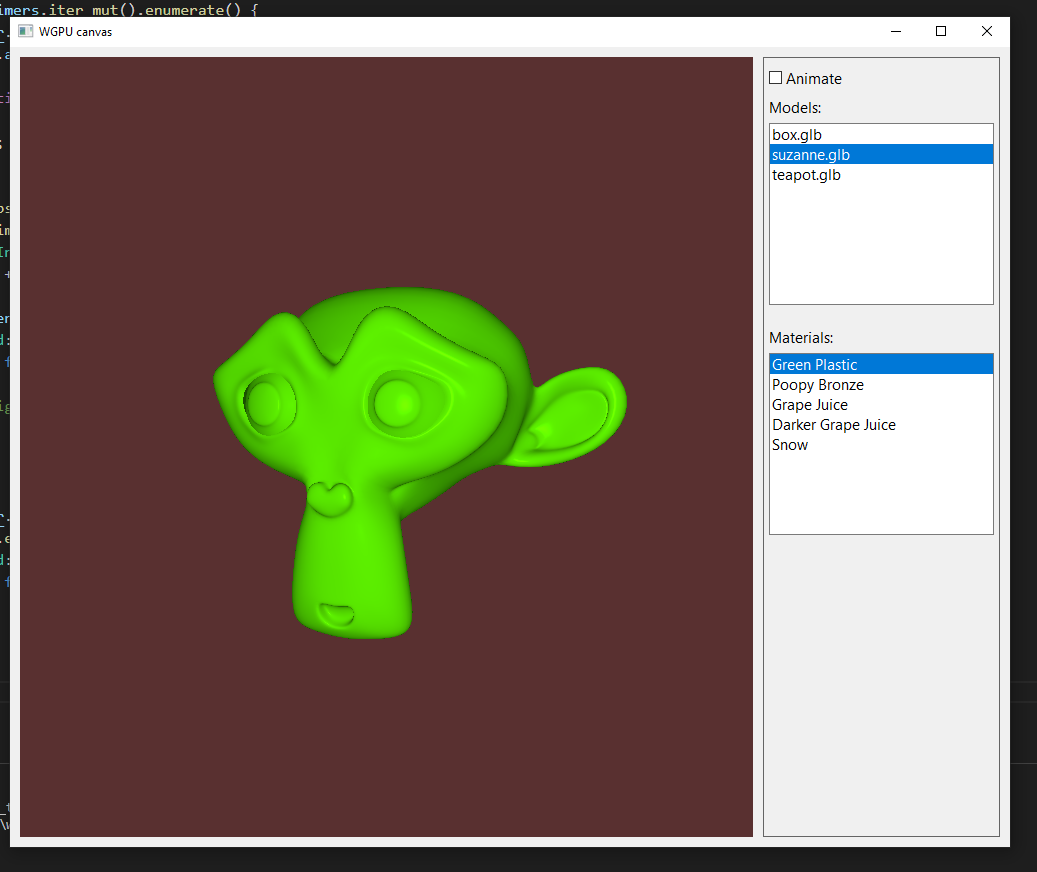 imers.iter_mut().enumerate() {
WGPU canvas
Animate
Models:
box.glb
suzanne.glb
teapot.glb
Materials:
Green Plastic
Poopy Bronze
Grape Juice
Darker Grape Juice
Snow